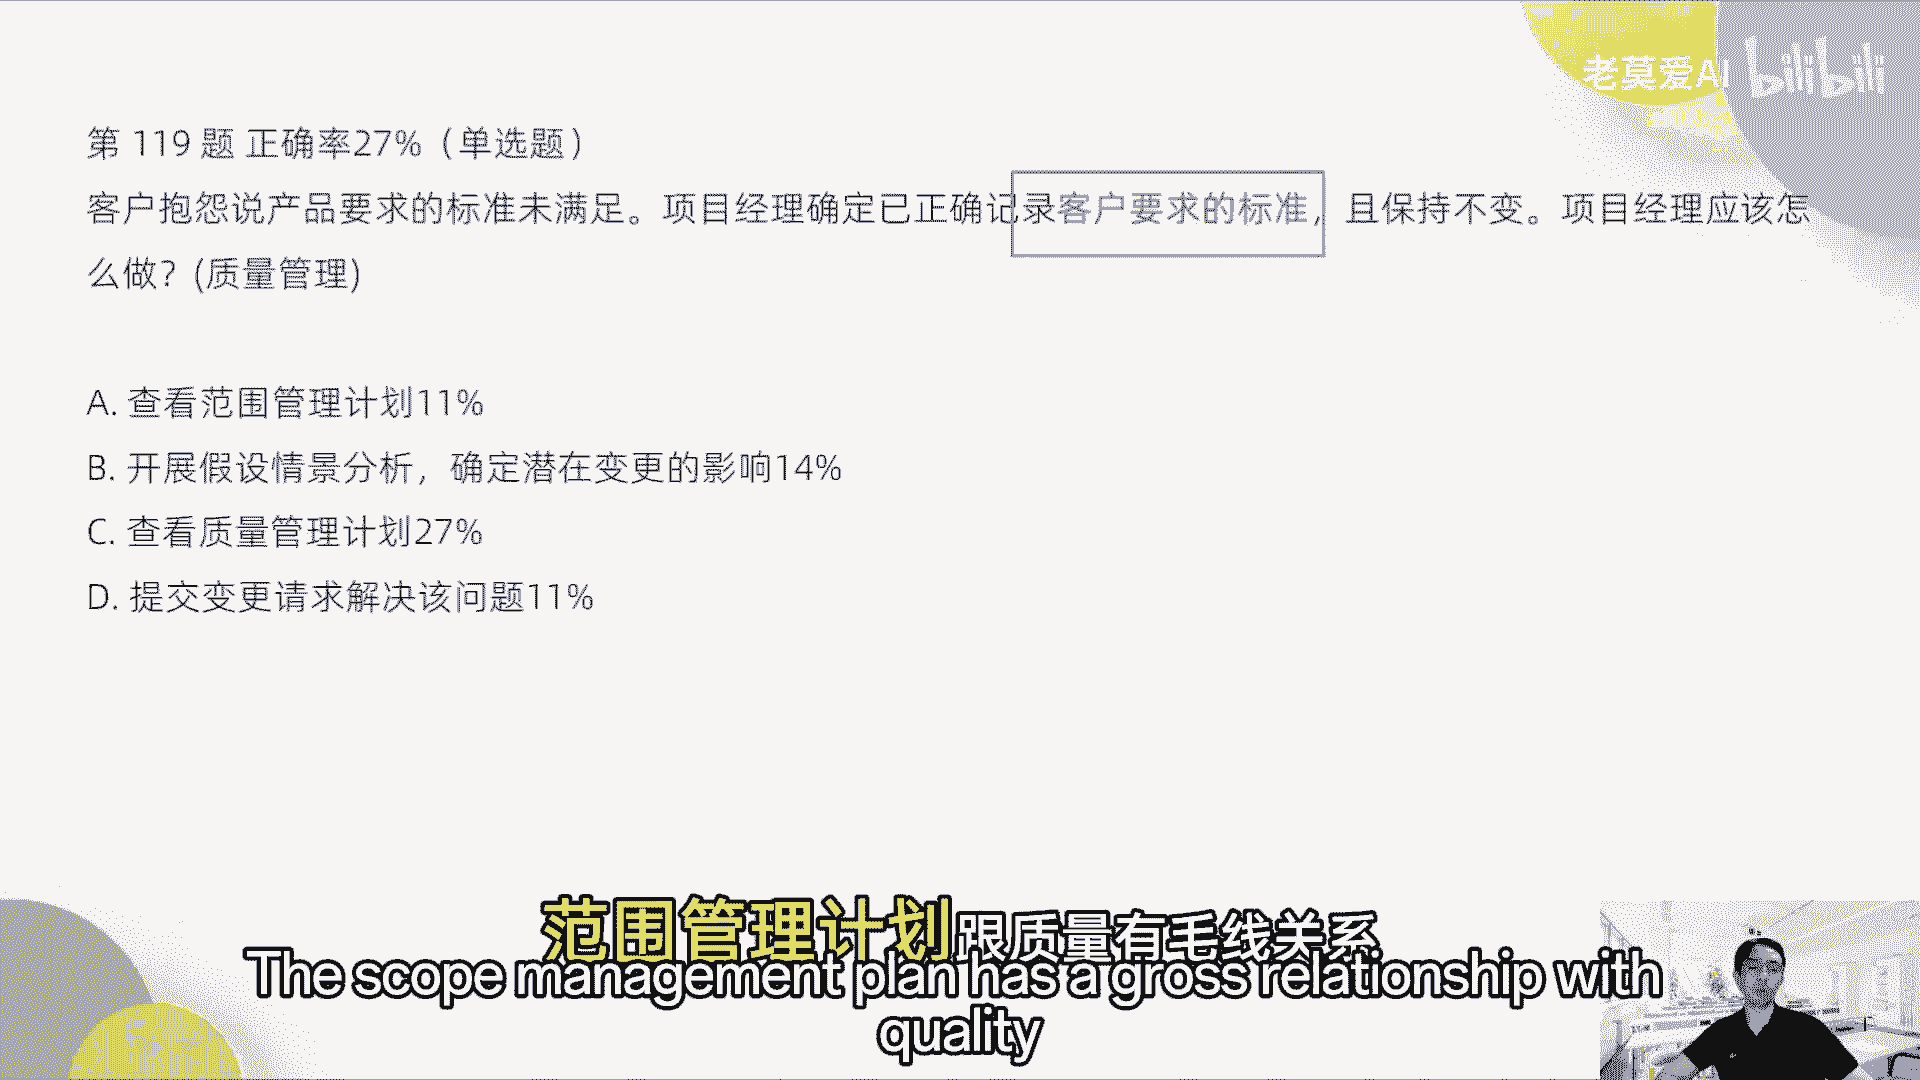 老莫爱AI bilibili
第 119 题 正确率27%（单选题）
客户抱怨说产品要求的标准未满足。项目经理确定已正确记录客户要求的标准，且保持不变。项目经理应该怎
么做？(质量管理)
A. 查看范围管理计划11%
B. 开展假设情景分析，确定潜在变更的影响14%
C. 查看质量管理计划27%
D. 提交变更请求解决该问题11%
范围管理计划跟质量有毛线关系
The scope management plan has a gross relationship with
quality